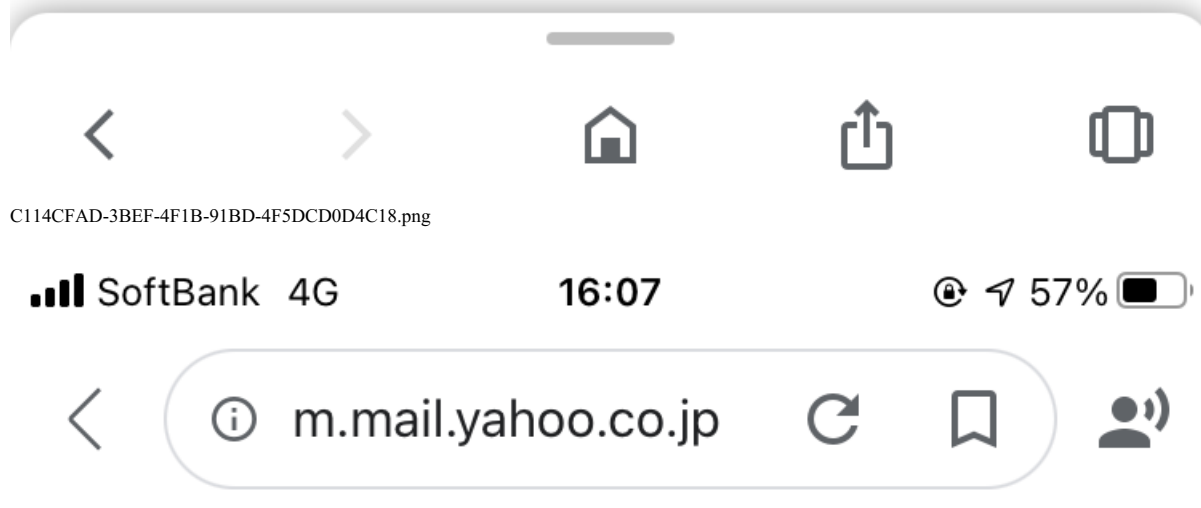 C114CFAD-3BEF-4F1B-91BD-4F5DCD0D4C18.png
SoftBank 4G 16:07 57%
m.mail.yahoo.co.jp